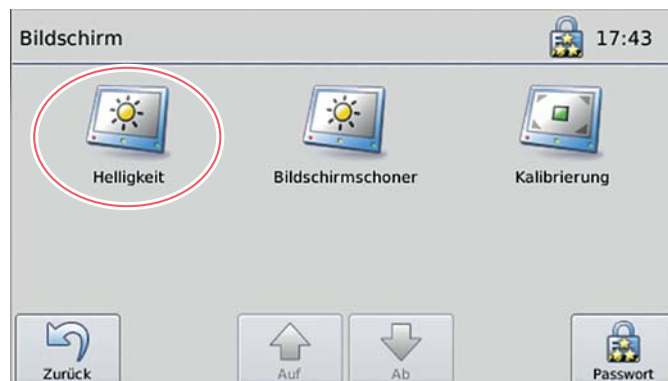 Bildschirm 17:43
Helligkeit Bildschirmschoner Kalibrierung
Zurück Auf Ab Passwort